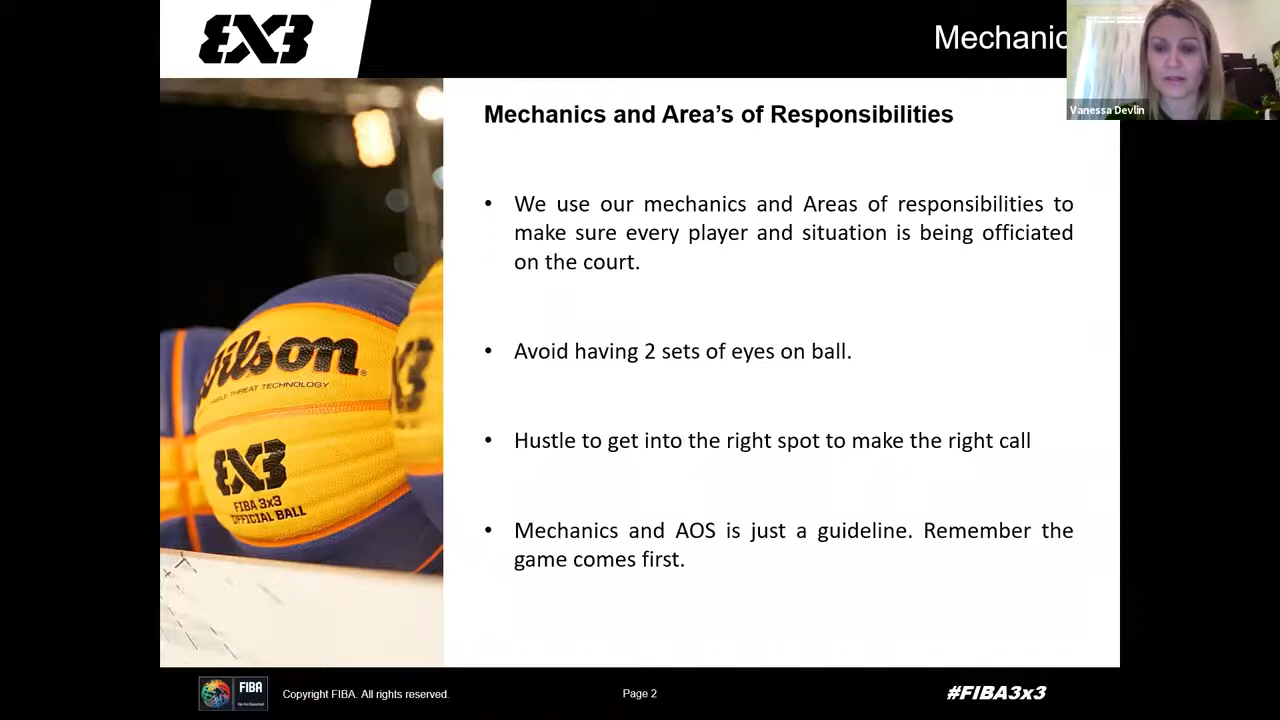 3X3
Mechanic
Vanessa Devlin
Mechanics and Area’s of Responsibilities
• We use our mechanics and Areas of responsibilities to
make sure every player and situation is being officiated
on the court.
• Avoid having 2 sets of eyes on ball.
• Hustle to get into the right spot to make the right call
• Mechanics and AOS is just a guideline. Remember the
game comes first.
Wilson
TECHNOLOGY
3X3
3X3
FIBA 3x3
OFFICIAL BALL
FIBA
Copyright FIBA. All rights reserved.
Page 2
#FIBA3x3